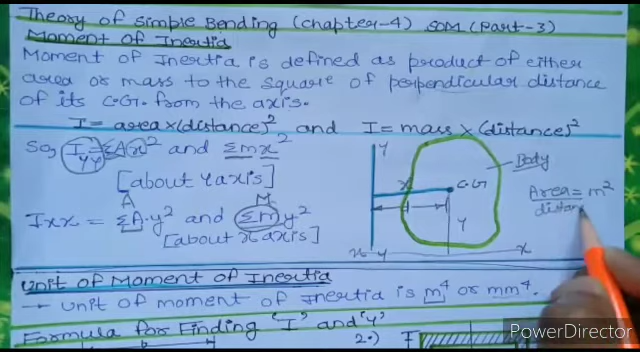 Theory of Simple Bending (Chapter-4) SOM (Part-3)
Moment of Inertia
Moment of Inertia is defined as product of either
area or mass to the square of perpendicular distance
of its C.G. from the axis.
I = area×(distance)² and I = mass×(distance)²
So, Iyy = ΣAx² and Σmx²
[about Y axis]
A M
Ixx = ΣA.y² and Σm y²
[about x axis]
Y
Body
x C.G.
Y
x
Area = m²
distan
Unit of Moment of Inertia
→ unit of moment of Inertia is m⁴ or mm⁴.
Formula for Finding 'I' and 'Y'
2.)
PowerDirector